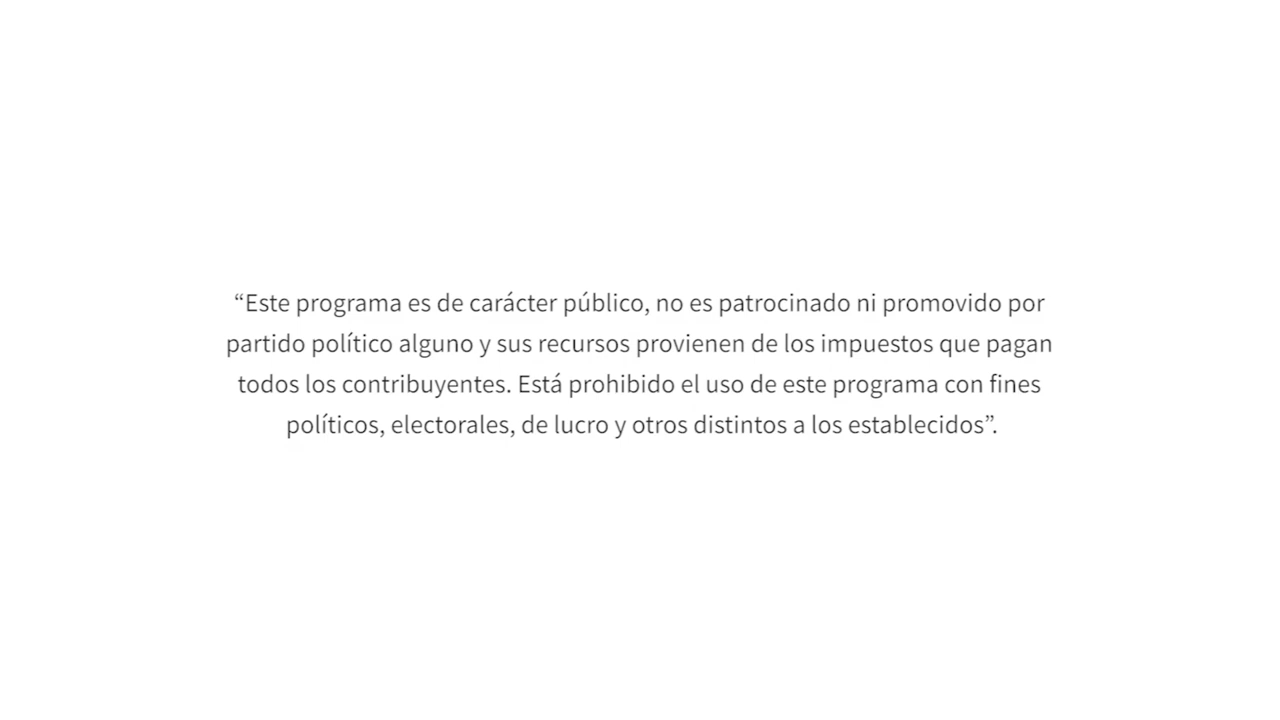 “Este programa es de carácter público, no es patrocinado ni promovido por
partido político alguno y sus recursos provienen de los impuestos que pagan
todos los contribuyentes. Está prohibido el uso de este programa con fines
políticos, electorales, de lucro y otros distintos a los establecidos”.